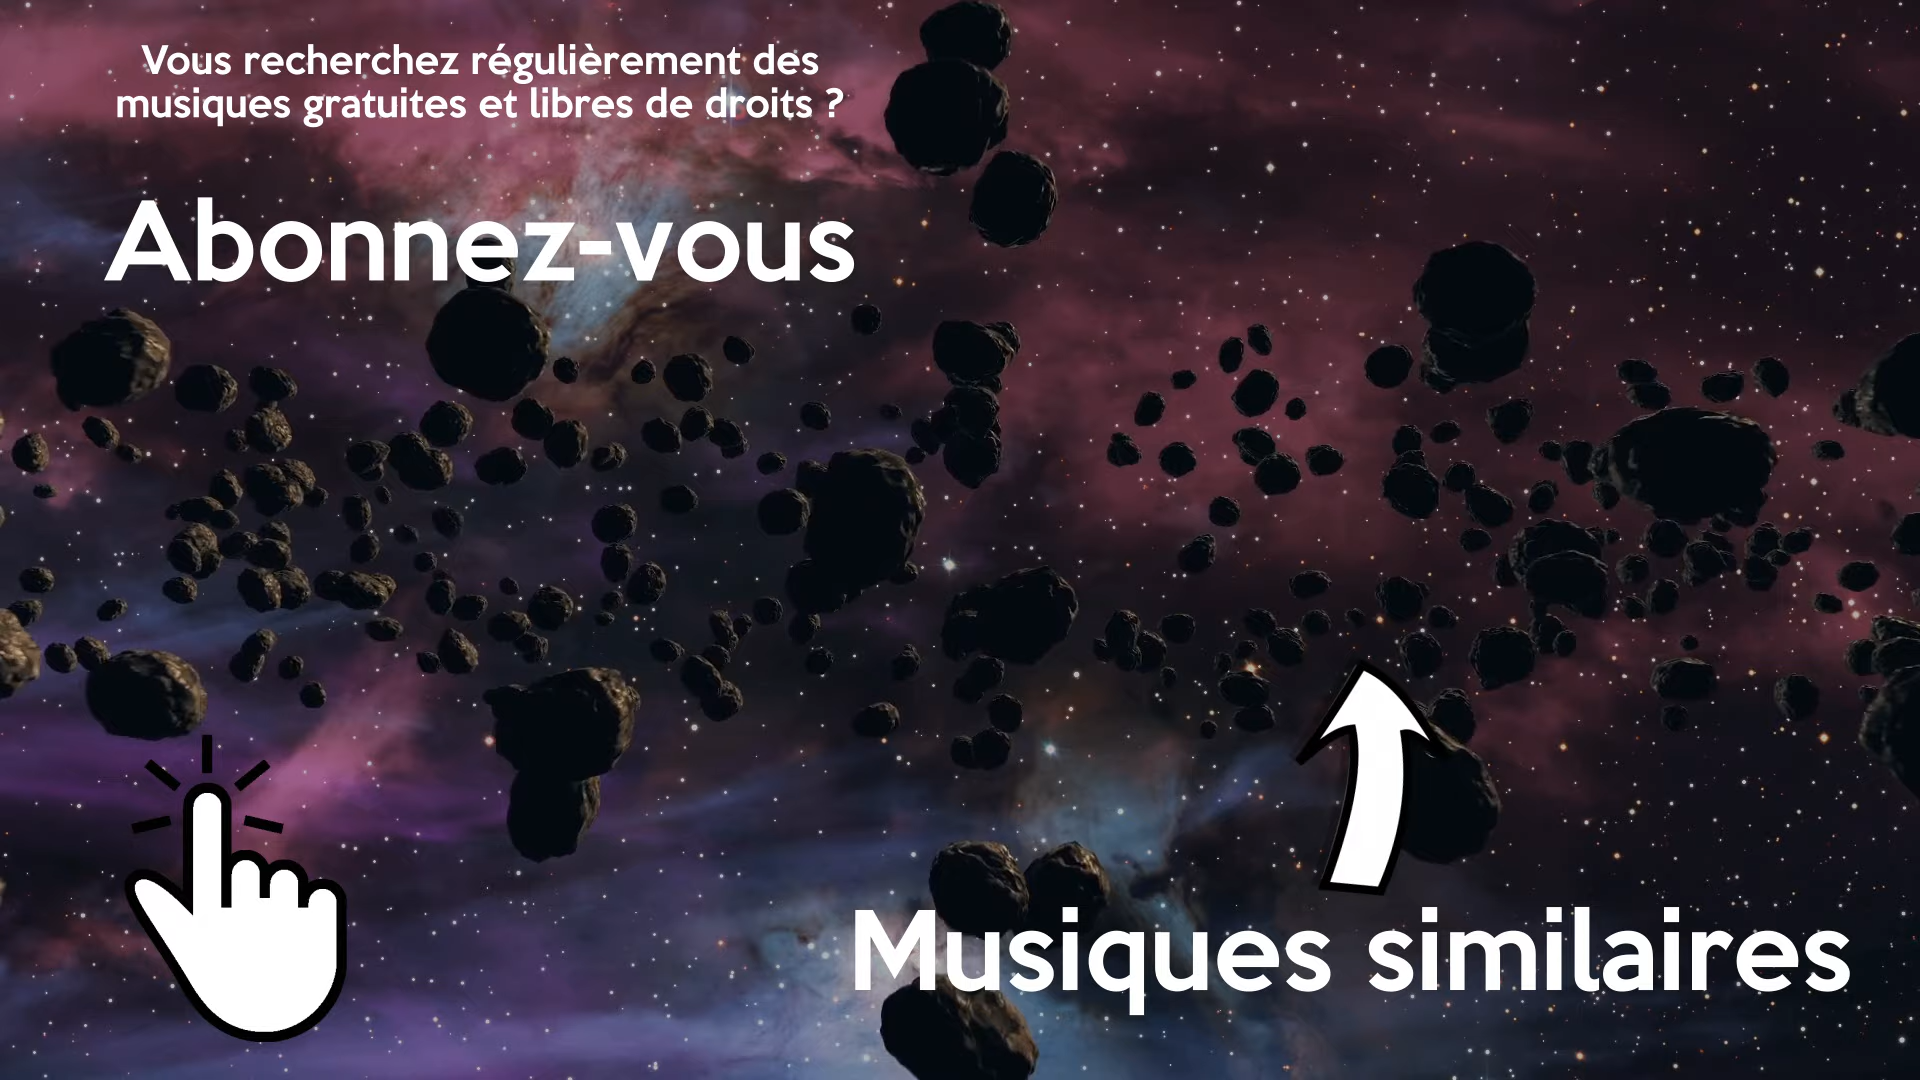 Vous recherchez régulièrement des
musiques gratuites et libres de droits ?
Abonnez-vous
Musiques similaires